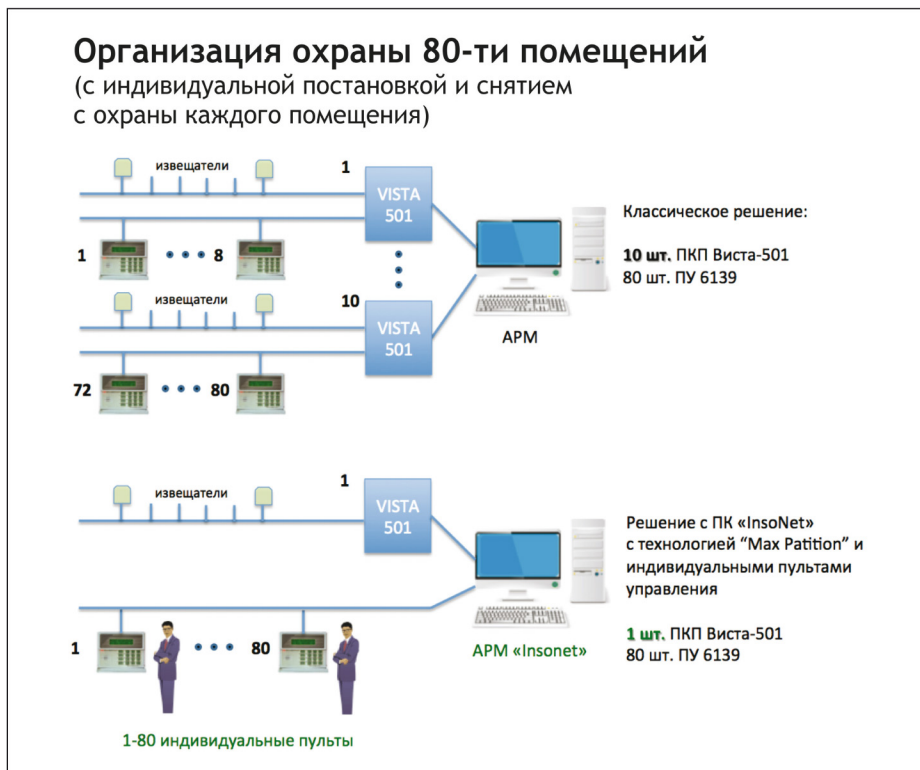 Организация охраны 80-ти помещений
(с индивидуальной постановкой и снятием
с охраны каждого помещения)
извещатели
1
VISTA
501
1
8
Классическое решение:
10 шт. ПКП Виста-501
80 шт. ПУ 6139
извещатели
10
VISTA
501
АРМ
72
80
извещатели
1
VISTA
501
Решение с ПК «InsoNet»
с технологией “Max Patition” и
индивидуальными пультами
управления
1
80
АРМ «Insonet»
1 шт. ПКП Виста-501
80 шт. ПУ 6139
1-80 индивидуальные пульты